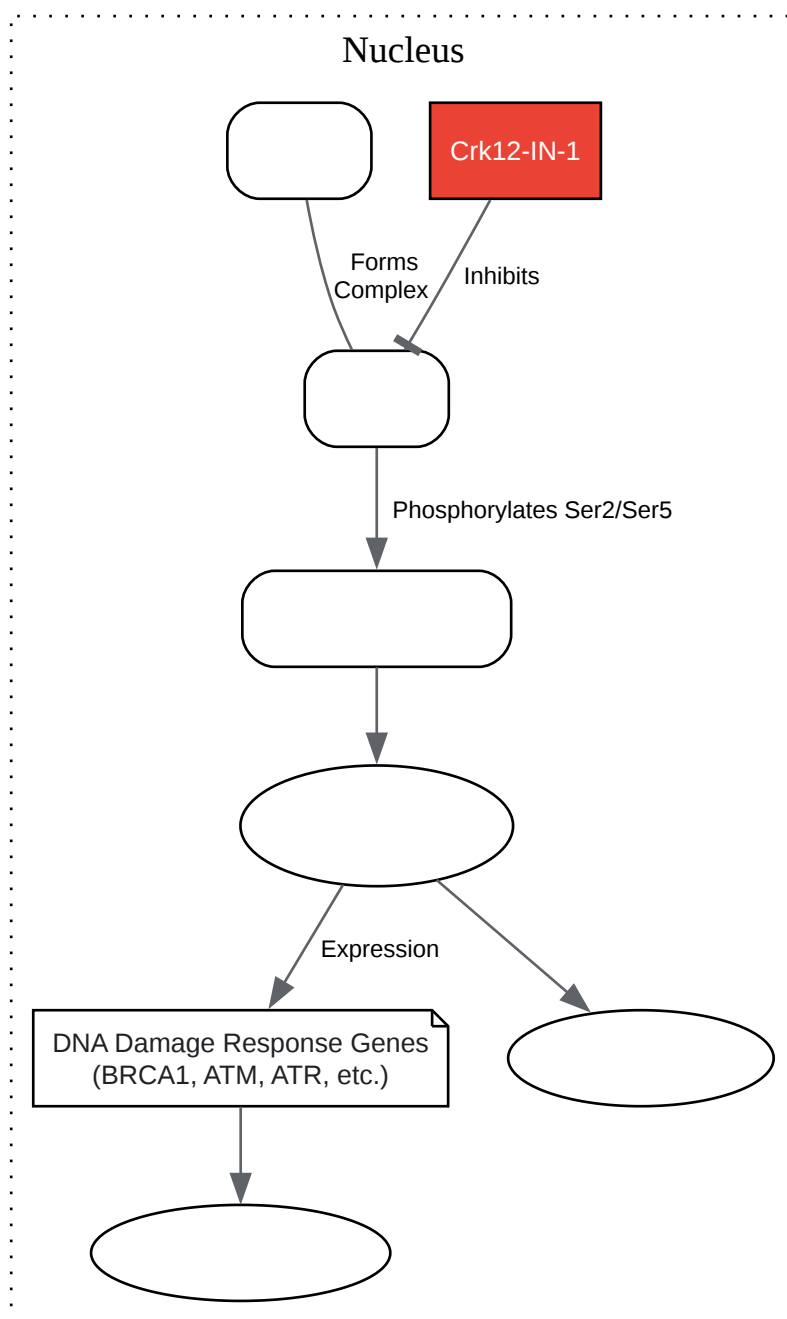 Nucleus
Crk12-IN-1
Forms
Complex
Inhibits
Phosphorylates Ser2/Ser5
Expression
DNA Damage Response Genes
(BRCA1, ATM, ATR, etc.)